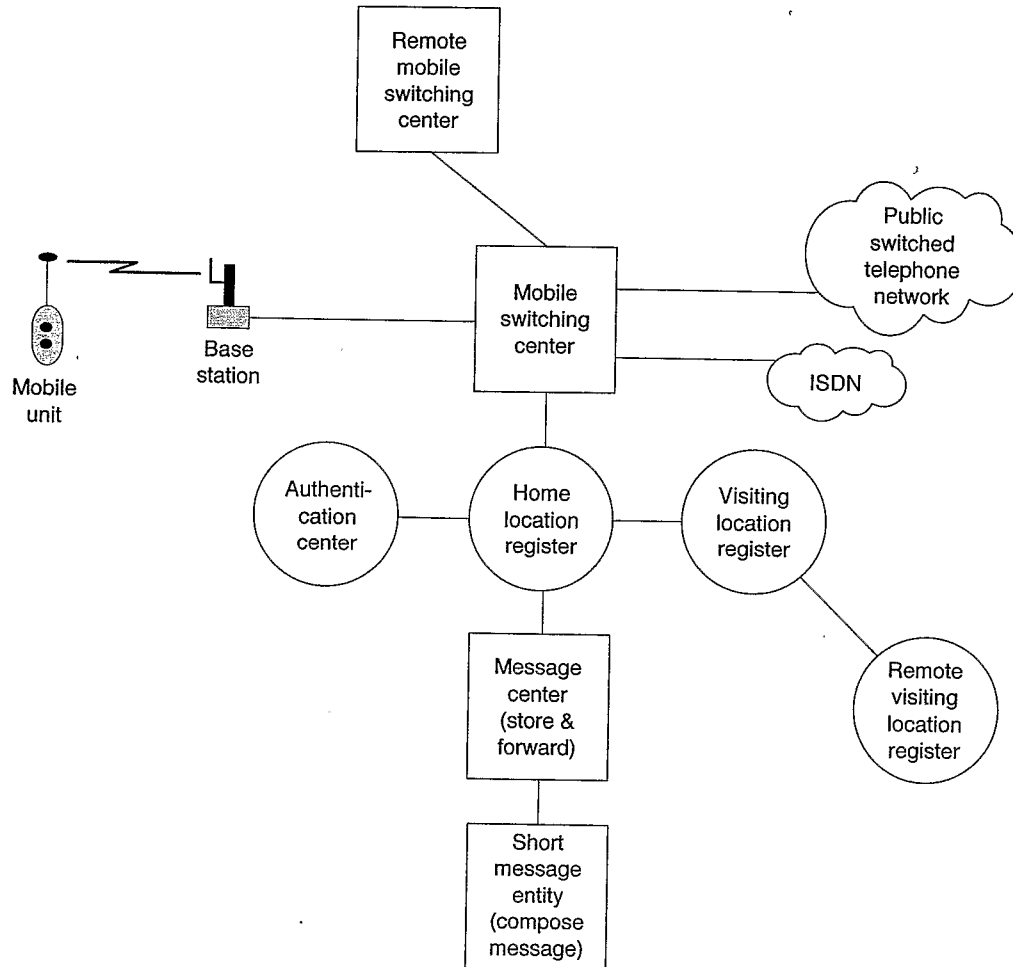 Remote
mobile
switching
center
Public
switched
telephone
network
Mobile
switching
center
Base
station
ISDN
Mobile
unit
Authenti-
cation
center
Home
location
register
Visiting
location
register
Message
center
(store &
forward)
Remote
visiting
location
register
Short
message
entity
(compose
message)